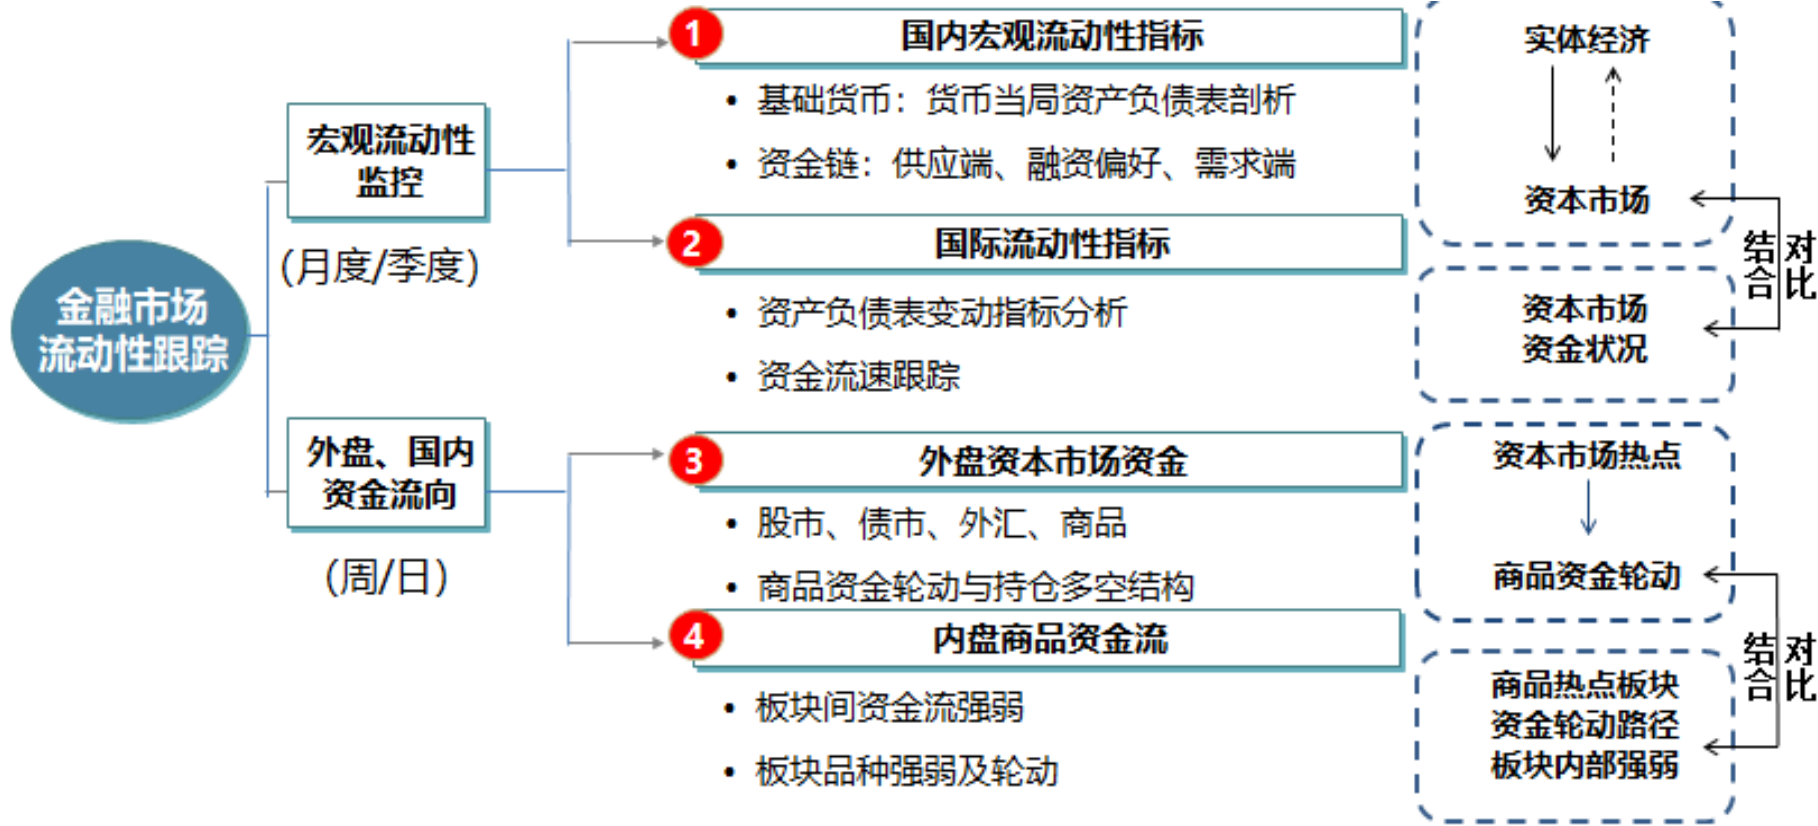 金融市场
流动性跟踪
宏观流动性
监控
(月度/季度)
外盘、国内
资金流向
(周/日)
1 国内宏观流动性指标
• 基础货币：货币当局资产负债表剖析
• 资金链：供应端、融资偏好、需求端
2 国际流动性指标
• 资产负债表变动指标分析
• 资金流速跟踪
3 外盘资本市场资金
• 股市、债市、外汇、商品
• 商品资金轮动与持仓多空结构
4 内盘商品资金流
• 板块间资金流强弱
• 板块品种强弱及轮动
实体经济
资本市场
资本市场
资金状况
结合
对比
资本市场热点
商品资金轮动
商品热点板块
资金轮动路径
板块内部强弱
结合
对比